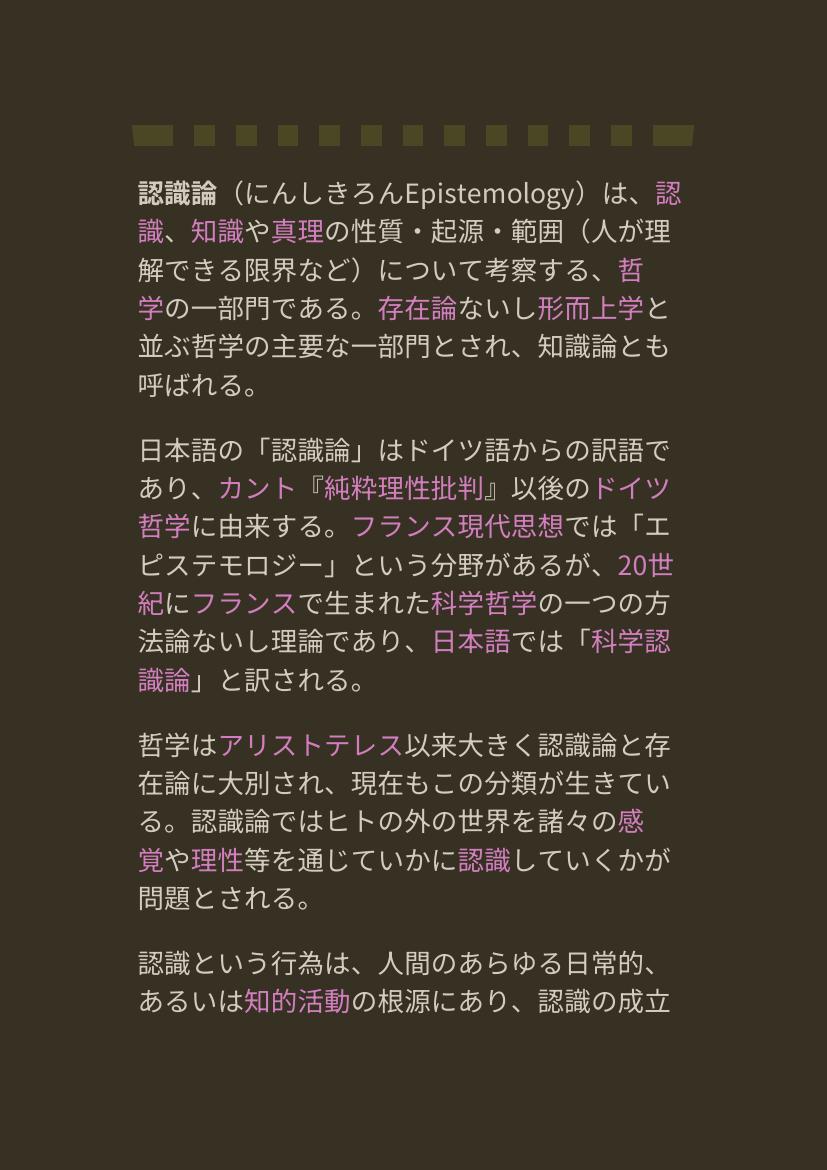 認識論（にんしきろんEpistemology）は、認
識、知識や真理の性質・起源・範囲（人が理
解できる限界など）について考察する、哲
学の一部門である。存在論ないし形而上学と
並ぶ哲学の主要な一部門とされ、知識論とも
呼ばれる。
日本語の「認識論」はドイツ語からの訳語で
あり、カント『純粋理性批判』以後のドイツ
哲学に由来する。フランス現代思想では「エ
ピステモロジー」という分野があるが、20世
紀にフランスで生まれた科学哲学の一つの方
法論ないし理論であり、日本語では「科学認
識論」と訳される。
哲学はアリストテレス以来大きく認識論と存
在論に大別され、現在もこの分類が生きてい
る。認識論ではヒトの外の世界を諸々の感
覚や理性等を通じていかに認識していくかが
問題とされる。
認識という行為は、人間のあらゆる日常的、
あるいは知的活動の根源にあり、認識の成立